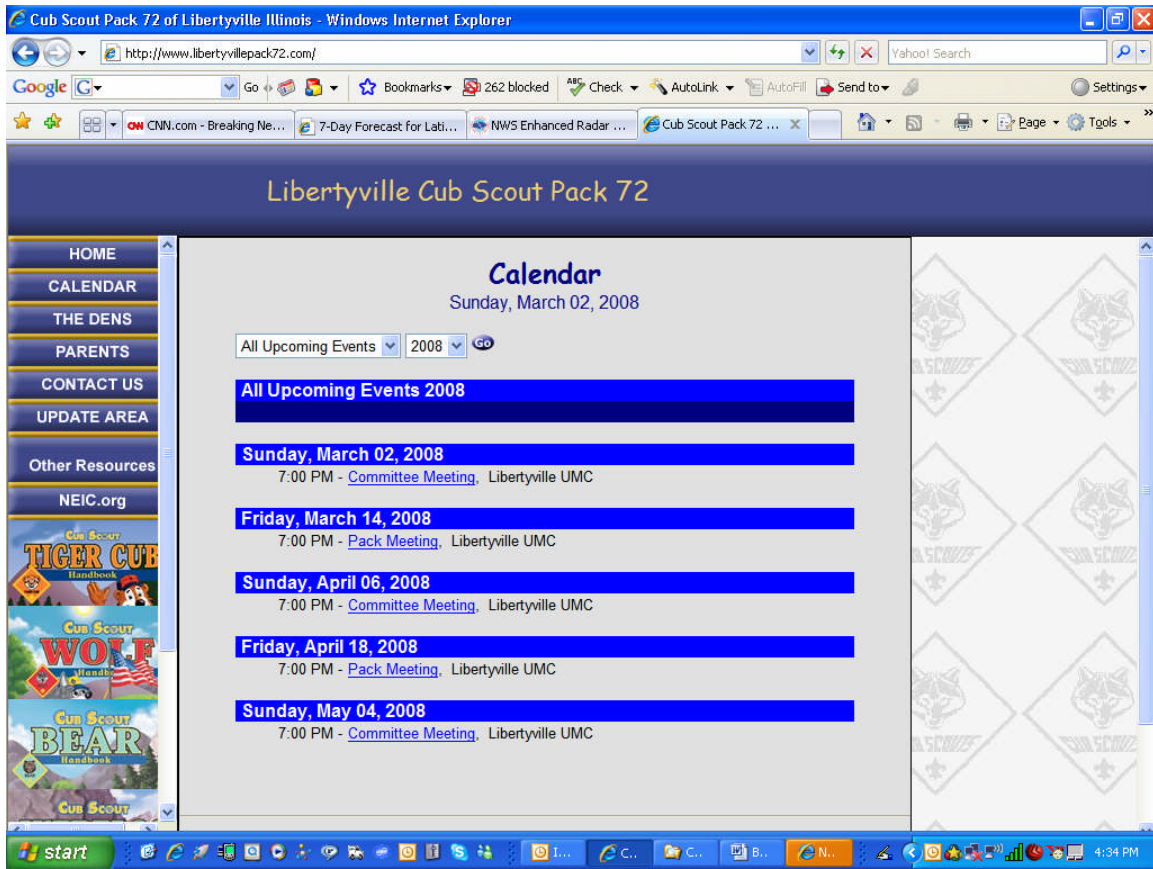 Cub Scout Pack 72 of Libertyville Illinois - Windows Internet Explorer
http://www.libertyvillepack72.com/
Yahoo! Search
Google G Go Bookmarks 262 blocked ABC Check AutoLink AutoFill Send to Settings
CNN.com - Breaking Ne... 7-Day Forecast for Lati... NWS Enhanced Radar ... Cub Scout Pack 72 ... X Page Tools »
Libertyville Cub Scout Pack 72
HOME
CALENDAR
THE DENS
PARENTS
CONTACT US
UPDATE AREA
Other Resources
NEIC.org
Cub Scout
TIGER CUB
Handbook
Cub Scout
WOLF
Handb
Cub Scout
BEAR
Handbook
Cub Scout
Calendar
Sunday, March 02, 2008
All Upcoming Events 2008 GO
All Upcoming Events 2008
Sunday, March 02, 2008
7:00 PM - Committee Meeting, Libertyville UMC
Friday, March 14, 2008
7:00 PM - Pack Meeting, Libertyville UMC
Sunday, April 06, 2008
7:00 PM - Committee Meeting, Libertyville UMC
Friday, April 18, 2008
7:00 PM - Pack Meeting, Libertyville UMC
Sunday, May 04, 2008
7:00 PM - Committee Meeting, Libertyville UMC
start I... C.. C... B.. N.. 4:34 PM